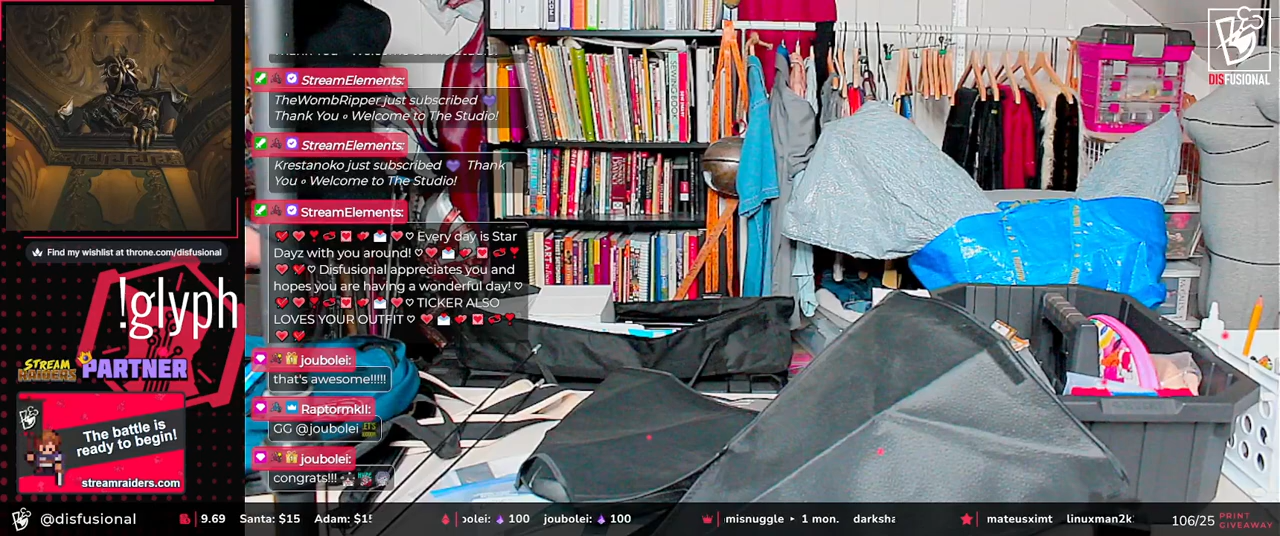 Find my wishlist at throne.com/disfusional
!glyph
STREAM
RAIDERS
PARTNER
The battle is
ready to begin!
streamraiders.com
StreamElements:
TheWombRipper just subscribed 💜
Thank You • Welcome to The Studio!
StreamElements:
Krestanoko just subscribed 💜 Thank
You • Welcome to The Studio!
StreamElements:
Every day is Star
Dayz with you around!
Disfusional appreciates you and
hopes you are having a wonderful day!
TICKER ALSO
LOVES YOUR OUTFIT
joubolei:
that's awesome!!!!!
RaptormkII:
GG @joubolei
joubolei:
congrats!!!
DISFUSIONAL
@disfusional 9.69 Santa: $15 Adam: $1 joubolei: 100 misnuggle ▸ 1 mon. mateusximt linuxman2k 106/25 PRINT
GIVEAWAY